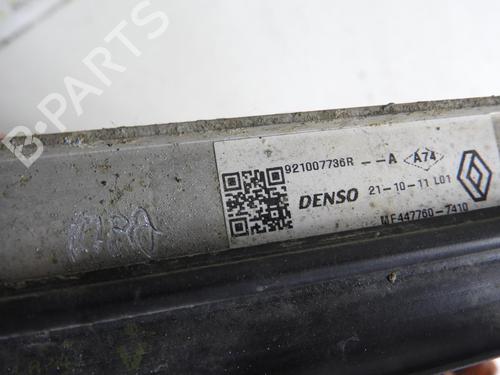 B-PARTS
921007736R - - A A74
DENSO 21-10-11 L01
MF447760-7410